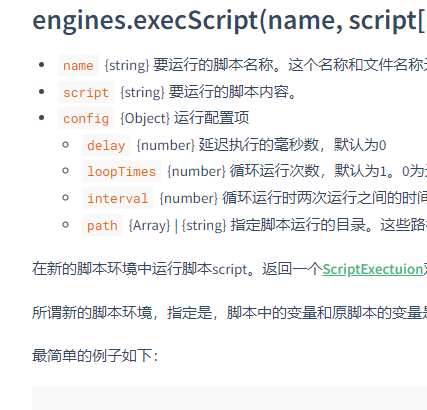 engines.execScript(name, script[
name {string} 要运行的脚本名称。这个名称和文件名称
script {string} 要运行的脚本内容。
config {Object} 运行配置项
delay {number} 延迟执行的毫秒数，默认为0
loopTimes {number} 循环运行次数，默认为1。0为
interval {number} 循环运行时两次运行之间的时间
path {Array} | {string} 指定脚本运行的目录。这些路
在新的脚本环境中运行脚本script。返回一个ScriptExectuion
所谓新的脚本环境，指定是，脚本中的变量和原脚本的变量
最简单的例子如下：